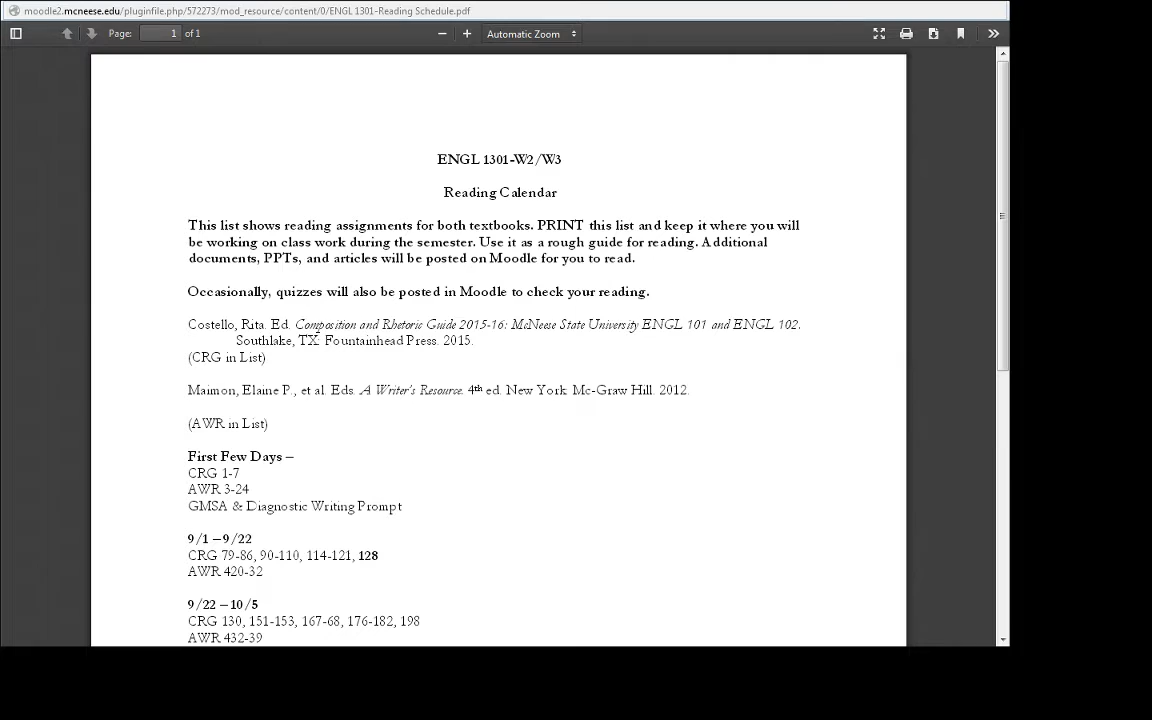 moodle2.mcneese.edu/pluginfile.php/572273/mod_resource/content/0/ENGL 1301-Reading Schedule.pdf
Page: 1 of 1 Automatic Zoom
ENGL 1301-W2/W3
Reading Calendar
This list shows reading assignments for both textbooks. PRINT this list and keep it where you will
be working on class work during the semester. Use it as a rough guide for reading. Additional
documents, PPTs, and articles will be posted on Moodle for you to read.
Occasionally, quizzes will also be posted in Moodle to check your reading.
Costello, Rita. Ed. Composition and Rhetoric Guide 2015-16: McNeese State University ENGL 101 and ENGL 102.
Southlake, TX: Fountainhead Press. 2015.
(CRG in List)
Maimon, Elaine P., et al. Eds. A Writer's Resource. 4th ed. New York: Mc-Graw Hill. 2012.
(AWR in List)
First Few Days –
CRG 1-7
AWR 3-24
GMSA & Diagnostic Writing Prompt
9/1 – 9/22
CRG 79-86, 90-110, 114-121, 128
AWR 420-32
9/22 – 10/5
CRG 130, 151-153, 167-68, 176-182, 198
AWR 432-39